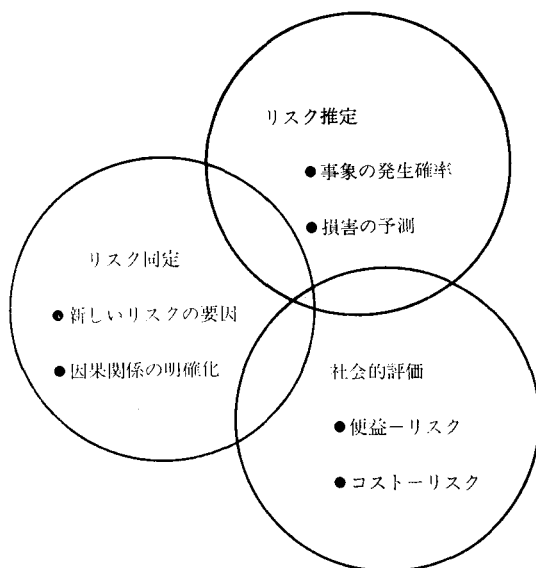 リスク推定
●事象の発生確率
●損害の予測
リスク同定
●新しいリスクの要因
●因果関係の明確化
社会的評価
●便益－リスク
●コスト－リスク